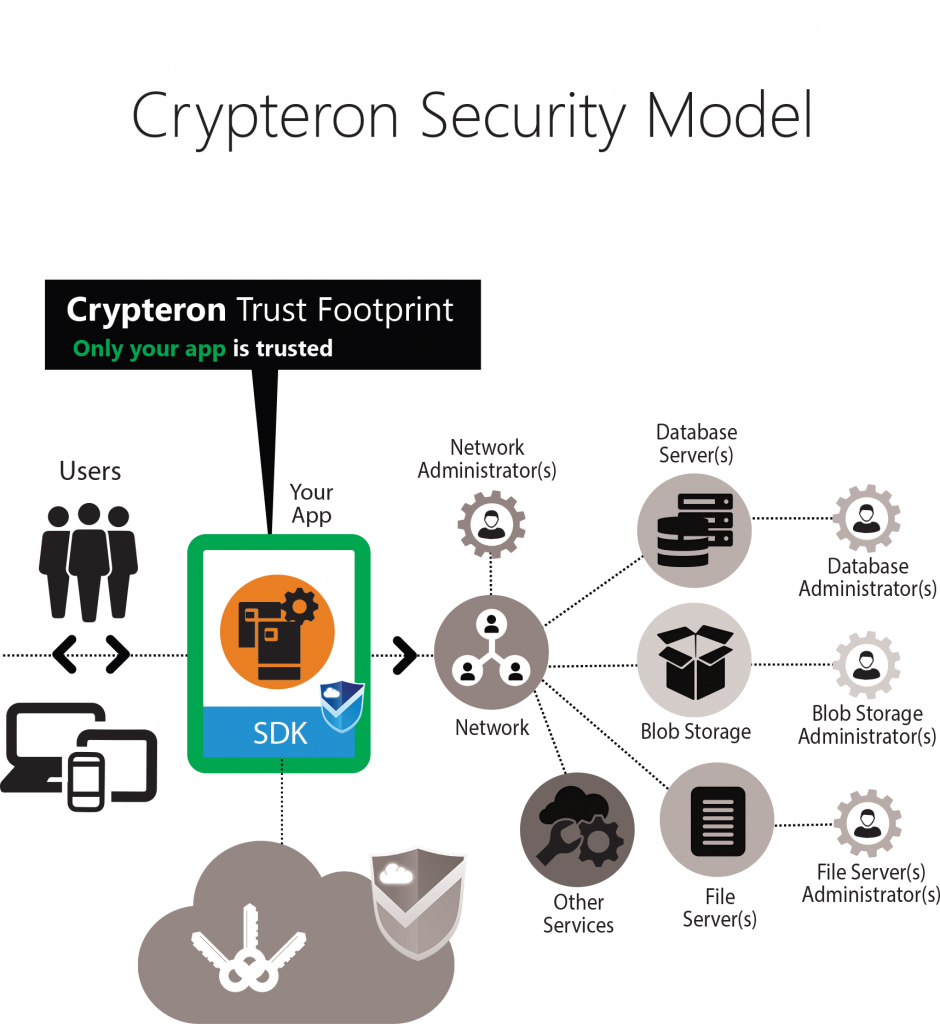 Crypteron Security Model
Crypteron Trust Footprint
Only your app is trusted
Users
Your
App
SDK
Network
Administrator(s)
Network
Database
Server(s)
Database
Administrator(s)
Blob Storage
Blob Storage
Administrator(s)
Other
Services
File
Server(s)
File Server(s)
Administrator(s)